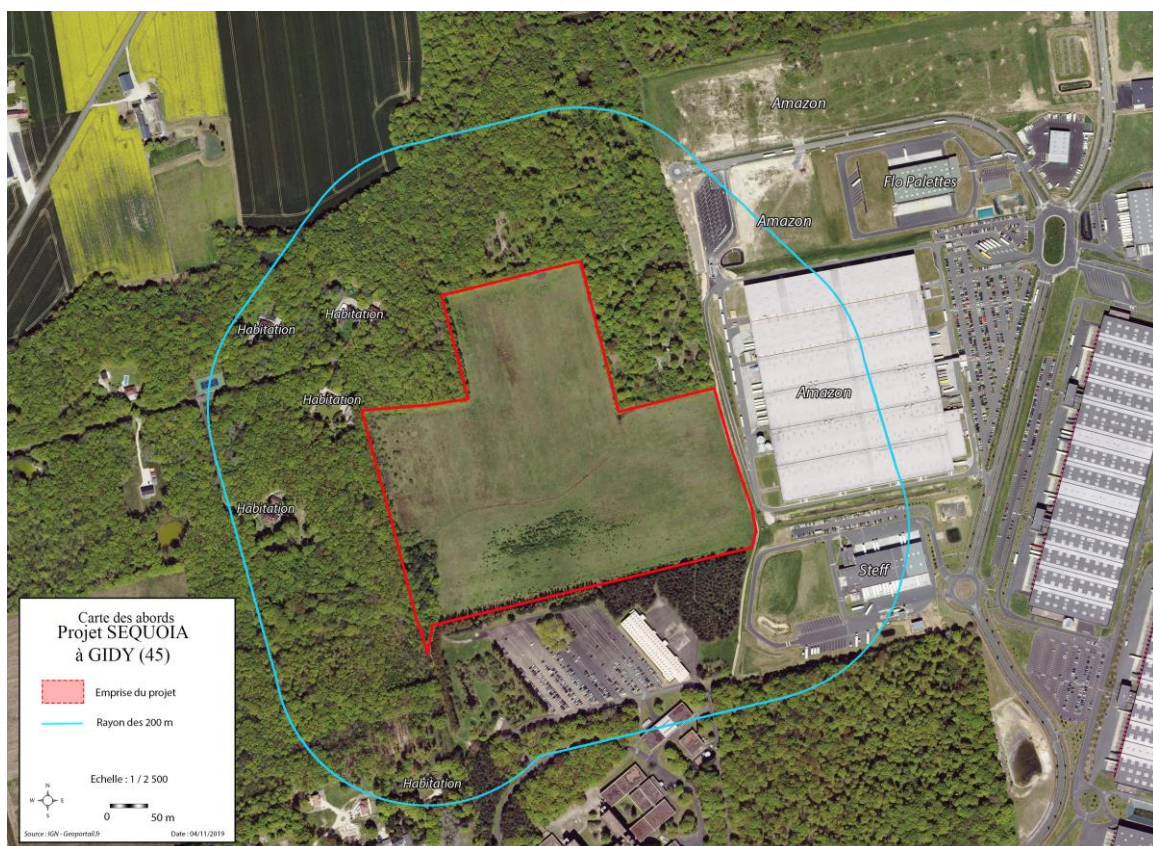 Amazon
Flo Palettes
Amazon
Habitation
Habitation
Amazon
Habitation
Habitation
Steff
Habitation
Carte des abords
Projet SEQUOIA
à GIDY (45)
Emprise du projet
Rayon des 200 m
Echelle : 1 / 2 500
N
W
E
S
0
50 m
Source : IGN - Geoportail.fr
Date : 04/11/2019